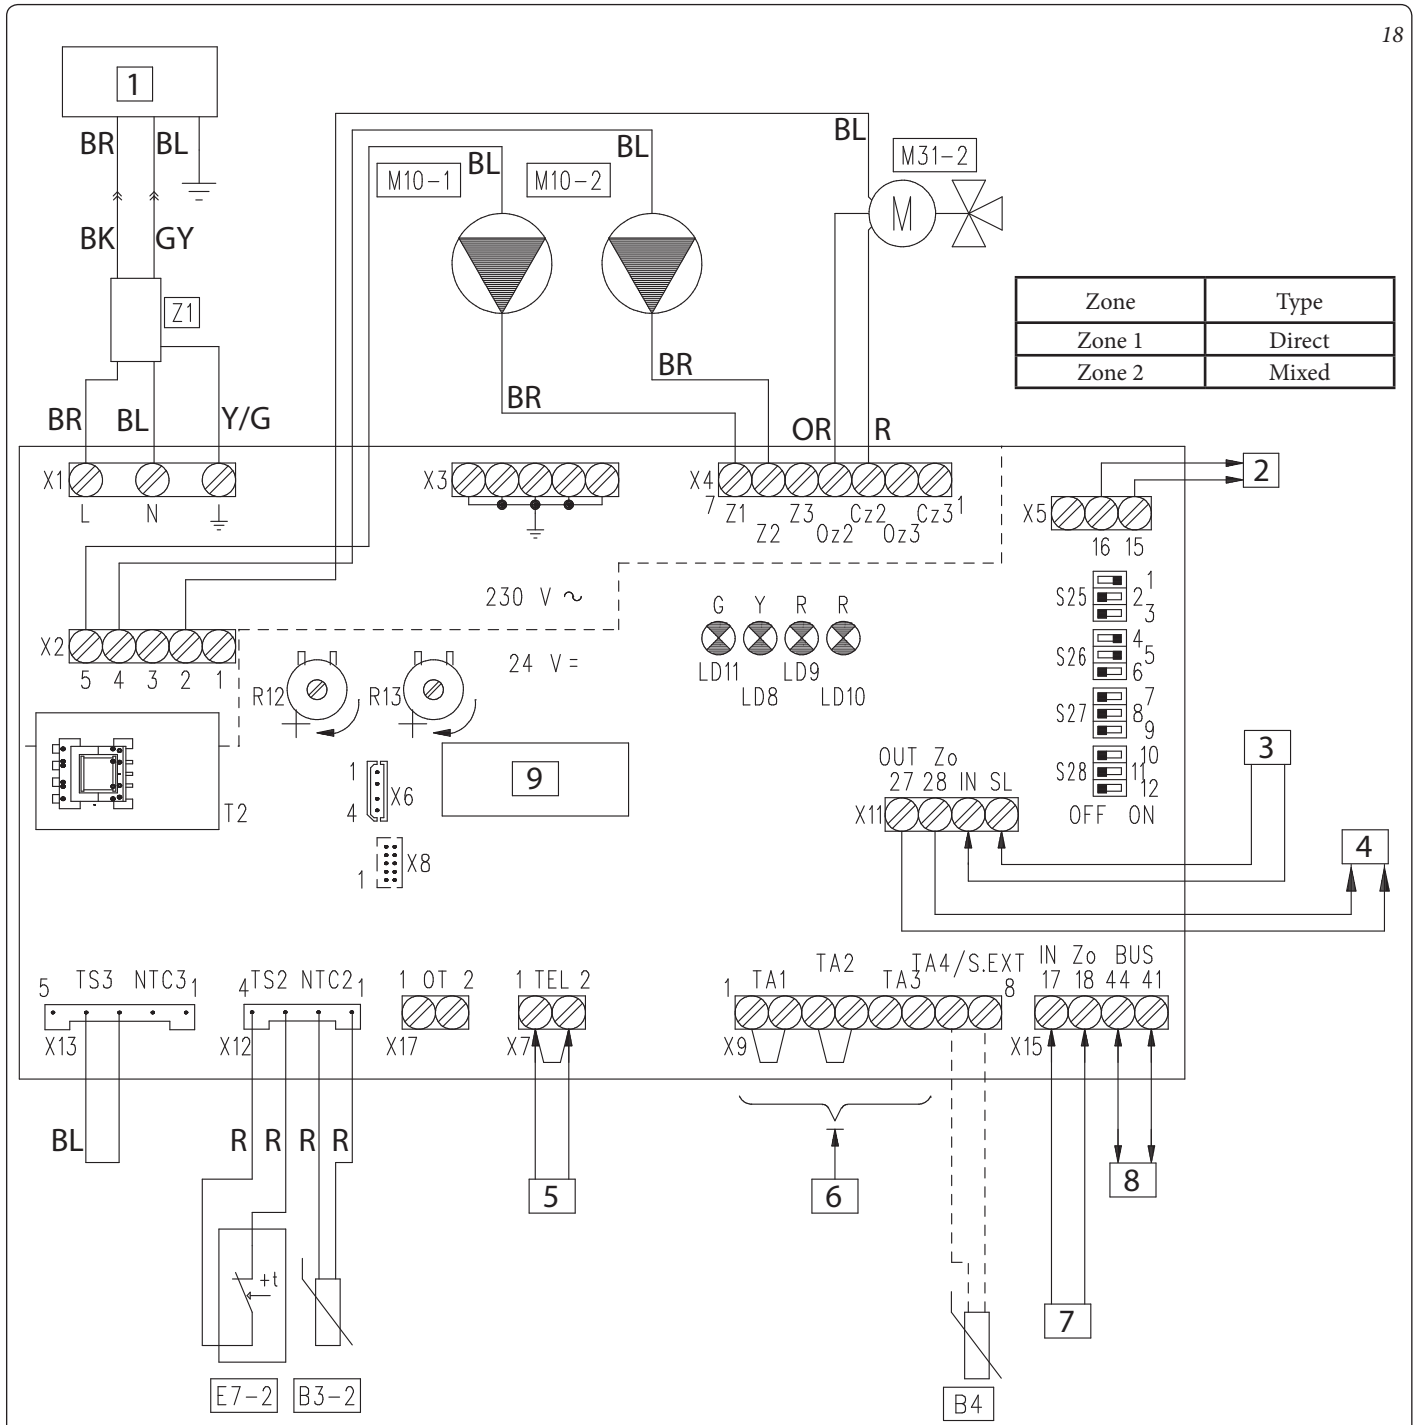 18
1
BR BL
BL BL BL
M10-1 M10-2 M31-2
M
BK GY
Z1
Zone Type
Zone 1 Direct
Zone 2 Mixed
BR BR
BR BL Y/G
OR R
X1 X3 X4
L N
7 Z1 Z3 Cz2 Cz3 1
Z2 Oz2 Oz3
X5
16 15
2
230 V ~
24 V =
X2
5 4 3 2 1
R12 R13
G Y R R
LD11 LD9
LD8 LD10
S25 1
2
3
S26 4
5
6
S27 7
8
9
S28 10
11
12
OFF ON
T2
1
4 X6
1 X8
9
OUT Zo
27 28 IN SL
X11
3
4
5 TS3 NTC3 1
X13
4 TS2 NTC2 1
X12
1 OT 2
X17
1 TEL 2
X7
1 TA1 TA2 TA3 TA4/S.EXT 8
X9
IN Zo BUS
17 18 44 41
X15
BL
R R R R
+t
5
6
7
8
E7-2 B3-2
B4